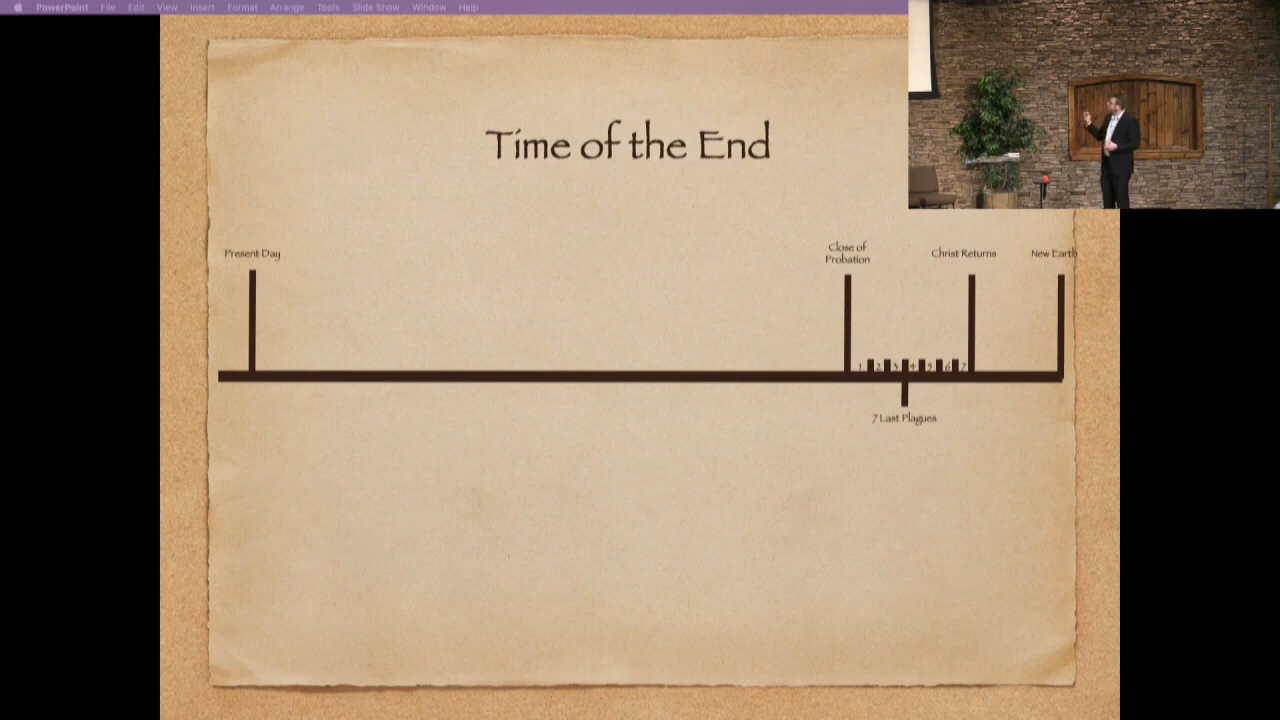 PowerPoint File Edit View Insert Format Arrange Tools Slide Show Window Help
Time of the End
Present Day
Close of
Probation
Christ Returns
New Earth
1 2 3 4 5 6 7
7 Last Plagues